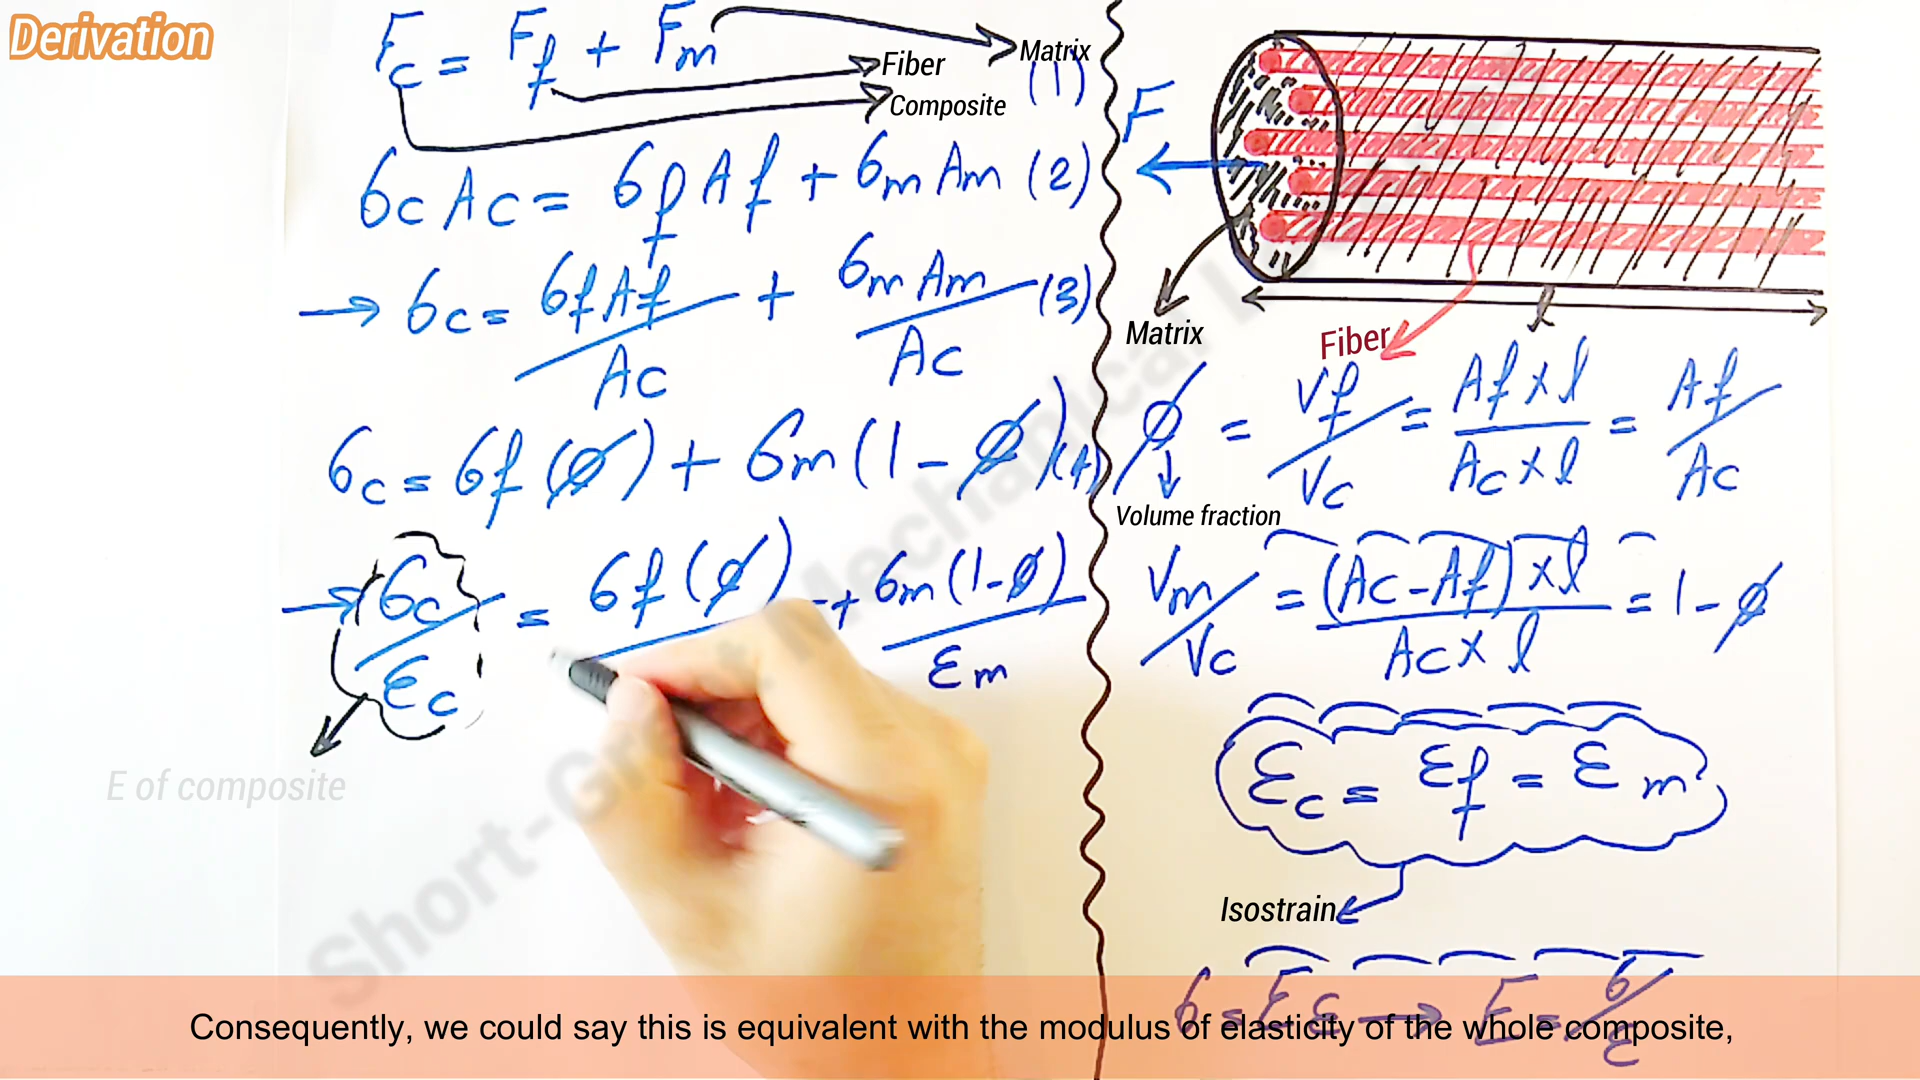 Derivation
Fc = Ff + Fm (1)
Matrix
Fiber
Composite
σc Ac = σf Af + σm Am (2)
→ σc = σf Af / Ac + σm Am / Ac (3)
σc = σf (φ) + σm (1 - φ) (4)
→ σc / εc = σf (φ) + σm (1-φ) / εm
E of composite
F
l
Matrix
Fiber
φ = Vf / Vc = Af x l / Ac x l = Af / Ac
Volume fraction
Vm / Vc = (Ac - Af) x l / Ac x l = 1 - φ
εc = εf = εm
Isostrain
σ = E ε → E = σ / ε
Short-Great Mechanical
Consequently, we could say this is equivalent with the modulus of elasticity of the whole composite,